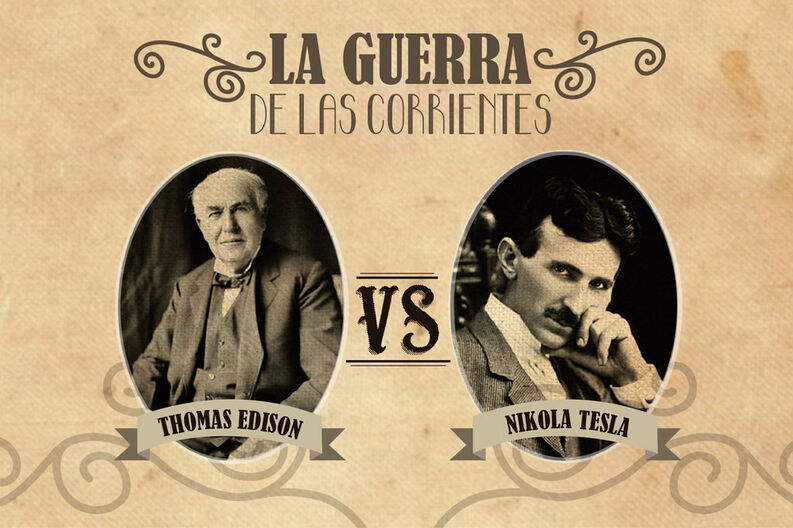 LA GUERRA
DE LAS CORRIENTES
VS
THOMAS EDISON
NIKOLA TESLA